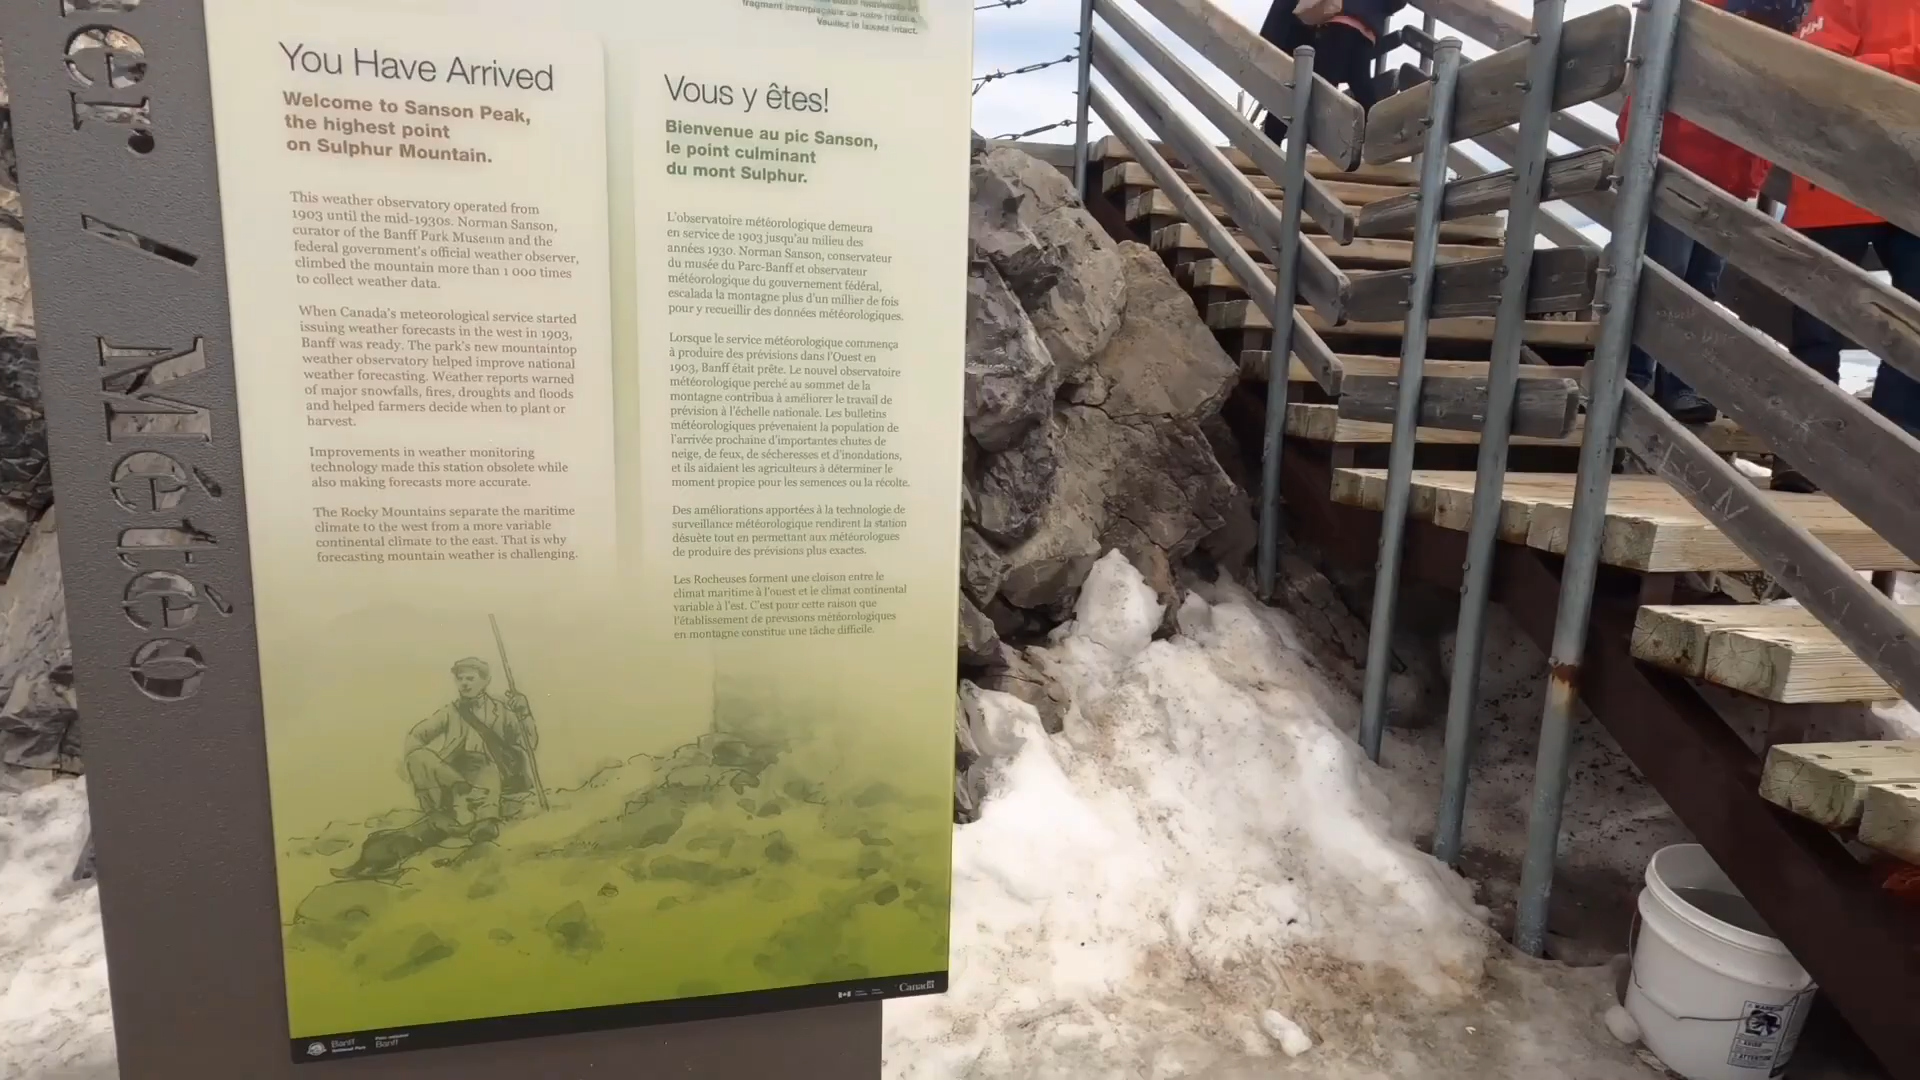 fragment irremplaçable de notre histoire.
Veuillez le laisser intact.
er / Météo
You Have Arrived
Welcome to Sanson Peak,
the highest point
on Sulphur Mountain.
This weather observatory operated from
1903 until the mid-1930s. Norman Sanson,
curator of the Banff Park Museum and the
federal government's official weather observer,
climbed the mountain more than 1 000 times
to collect weather data.
When Canada's meteorological service started
issuing weather forecasts in the west in 1903,
Banff was ready. The park's new mountaintop
weather observatory helped improve national
weather forecasting. Weather reports warned
of major snowfalls, fires, droughts and floods
and helped farmers decide when to plant or
harvest.
Improvements in weather monitoring
technology made this station obsolete while
also making forecasts more accurate.
The Rocky Mountains separate the maritime
climate to the west from a more variable
continental climate to the east. That is why
forecasting mountain weather is challenging.
Vous y êtes!
Bienvenue au pic Sanson,
le point culminant
du mont Sulphur.
L'observatoire météorologique demeura
en service de 1903 jusqu'au milieu des
années 1930. Norman Sanson, conservateur
du musée du Parc-Banff et observateur
météorologique du gouvernement fédéral,
escalada la montagne plus d'un millier de fois
pour y recueillir des données météorologiques.
Lorsque le service météorologique commença
à produire des prévisions dans l'Ouest en
1903, Banff était prête. Le nouvel observatoire
météorologique perché au sommet de la
montagne contribua à améliorer le travail de
prévision à l'échelle nationale. Les bulletins
météorologiques prévenaient la population de
l'arrivée prochaine d'importantes chutes de
neige, de feux, de sécheresses et d'inondations,
et ils aidaient les agriculteurs à déterminer le
moment propice pour les semences ou la récolte.
Des améliorations apportées à la technologie de
surveillance météorologique rendirent la station
désuète tout en permettant aux météorologues
de produire des prévisions plus exactes.
Les Rocheuses forment une cloison entre le
climat maritime à l'ouest et le climat continental
variable à l'est. C'est pour cette raison que
l'établissement de prévisions météorologiques
en montagne constitue une tâche difficile.
Banff
Banff
Canada
HH
WARNING
ATTENTION